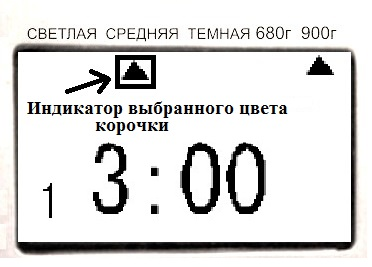 СВЕТЛАЯ СРЕДНЯЯ ТЕМНАЯ 680г 900г
Индикатор выбранного цвета
корочки
1 3:00